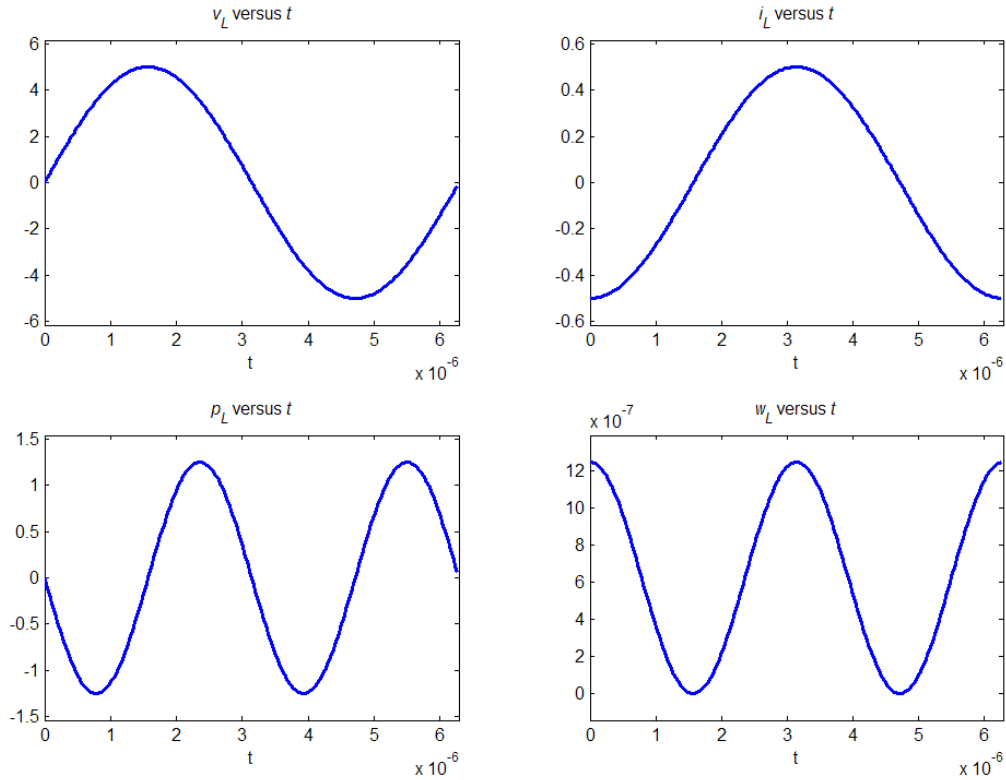 v_L versus t
6
4
2
0
-2
-4
-6
0 1 2 3 4 5 6
t
x 10^-6
i_L versus t
0.6
0.4
0.2
0
-0.2
-0.4
-0.6
0 1 2 3 4 5 6
t
x 10^-6
p_L versus t
1.5
1
0.5
0
-0.5
-1
-1.5
0 1 2 3 4 5 6
t
x 10^-6
w_L versus t
x 10^-7
12
10
8
6
4
2
0
0 1 2 3 4 5 6
t
x 10^-6